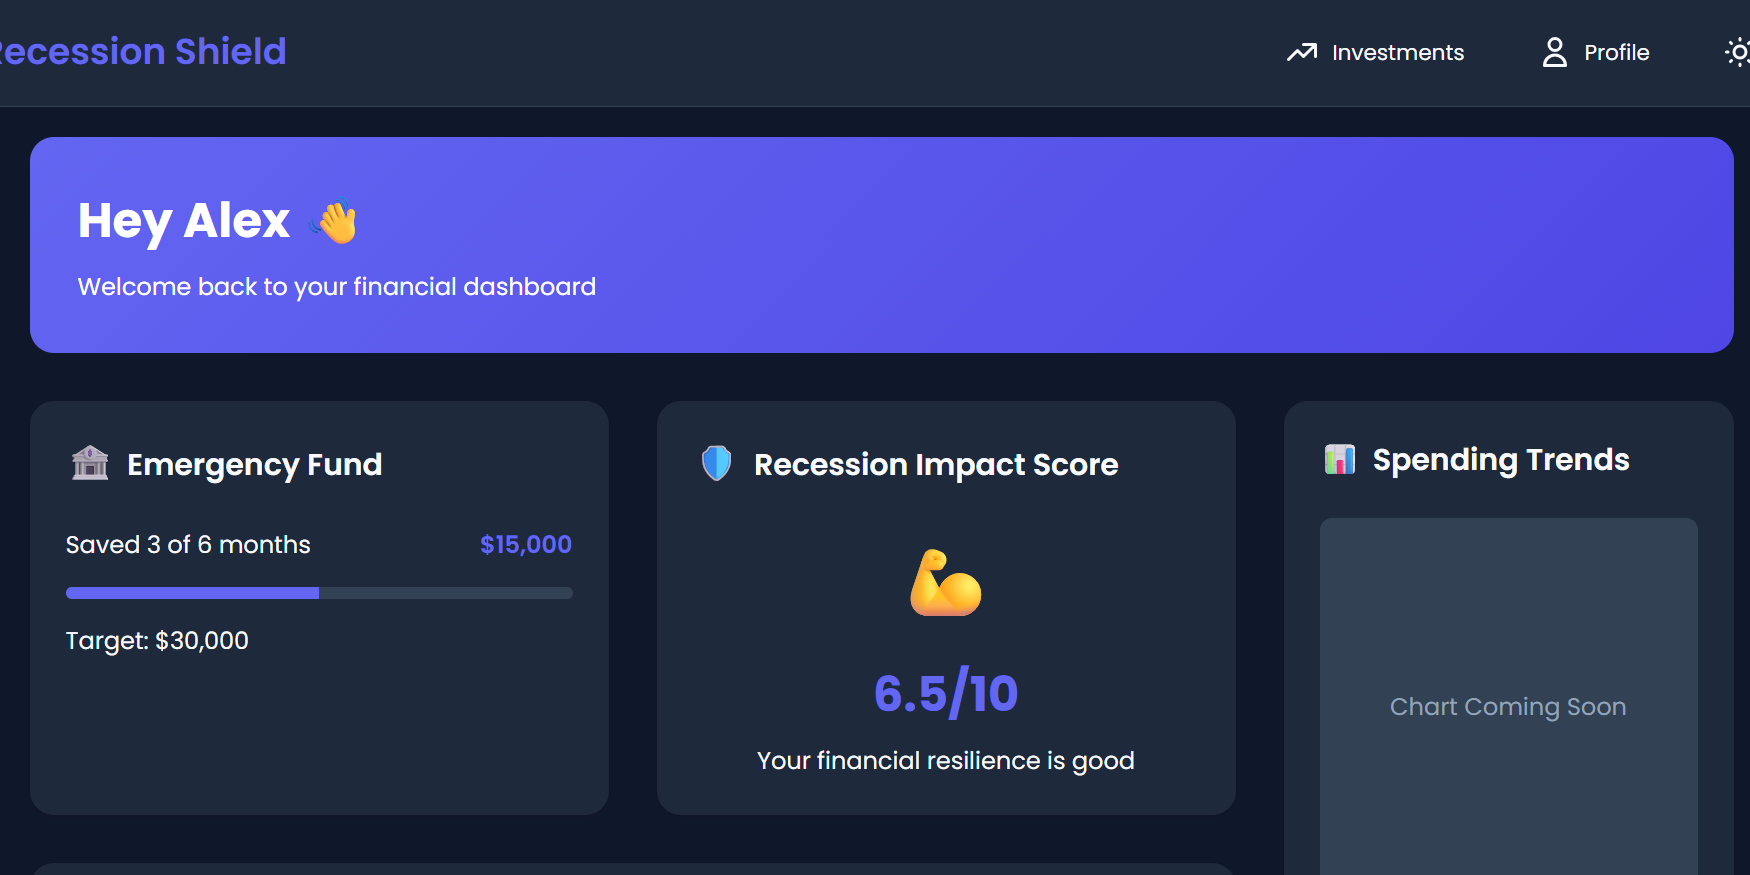 Recession Shield
Investments
Profile
Hey Alex 👋
Welcome back to your financial dashboard
Emergency Fund
Saved 3 of 6 months
$15,000
Target: $30,000
Recession Impact Score
6.5/10
Your financial resilience is good
Spending Trends
Chart Coming Soon